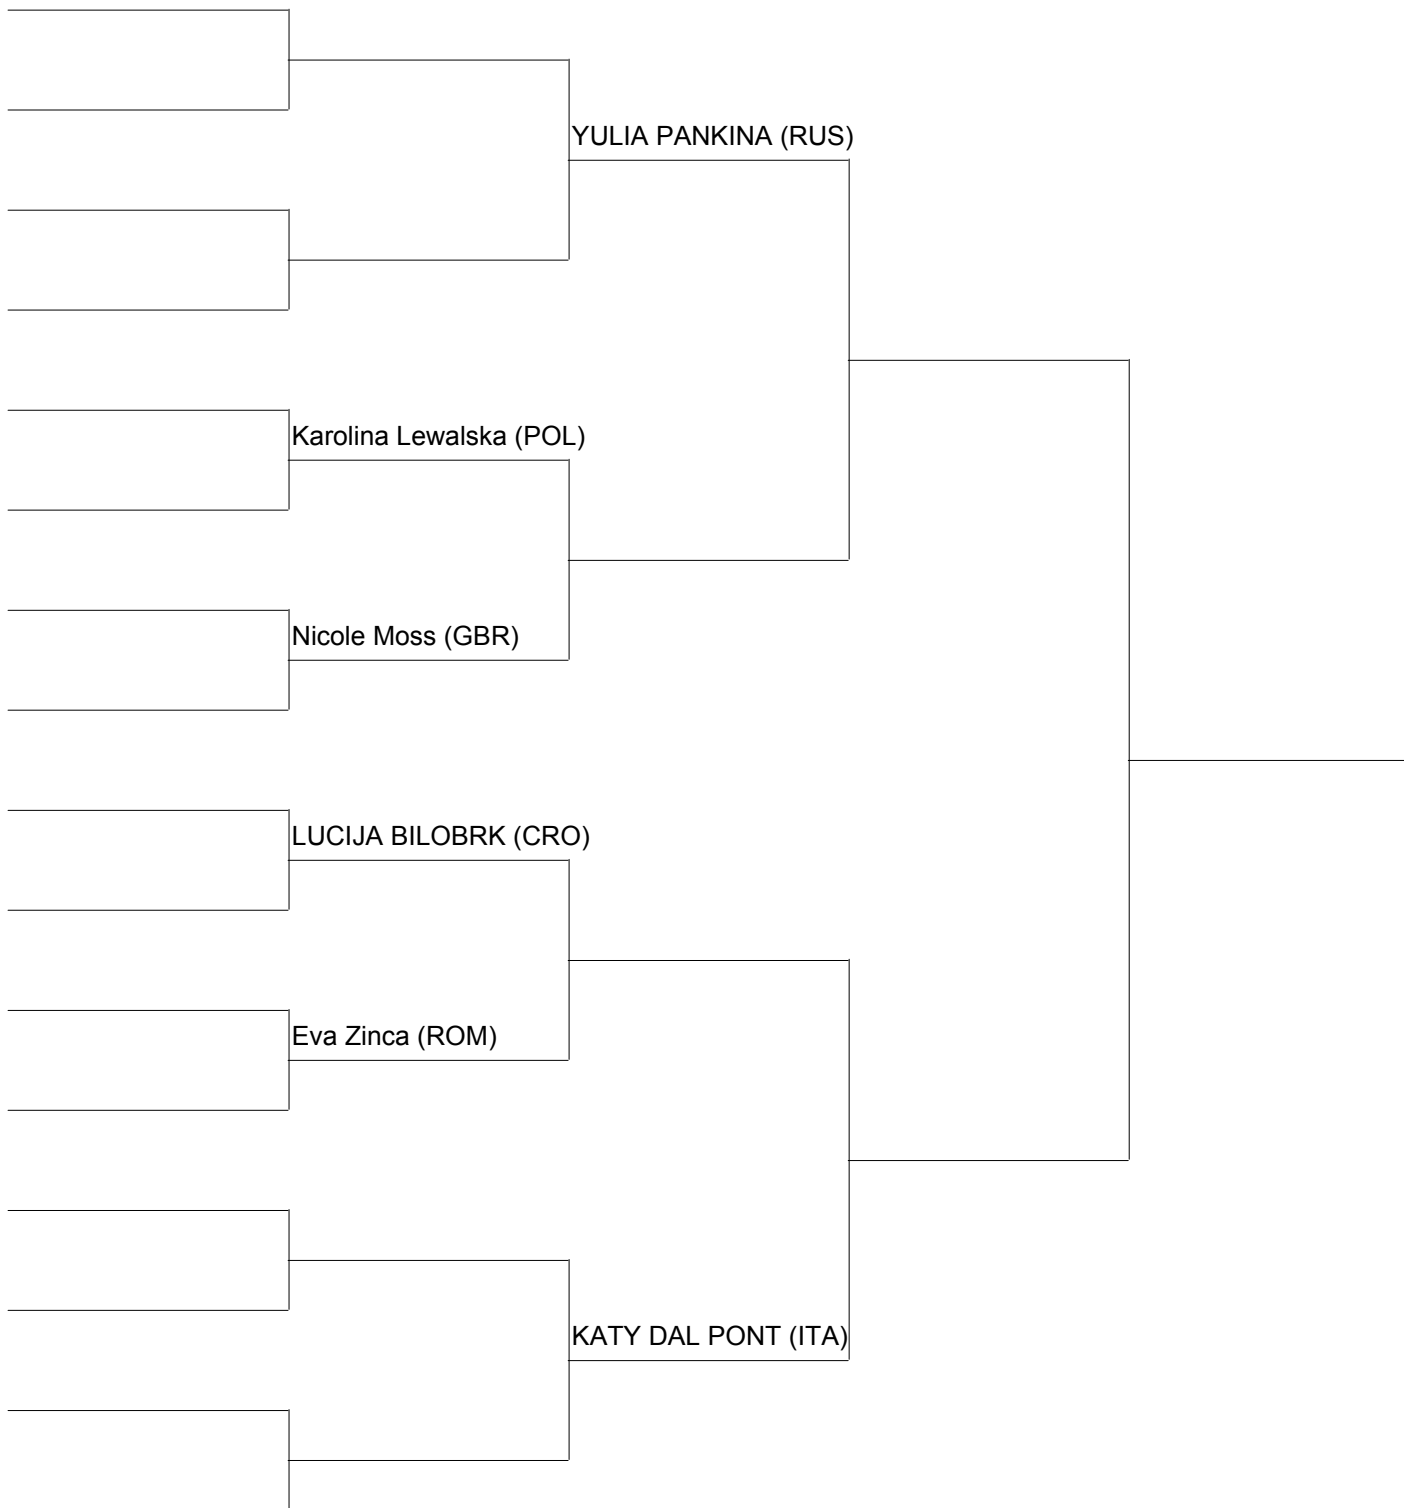 YULIA PANKINA (RUS)
Karolina Lewalska (POL)
Nicole Moss (GBR)
LUCIJA BILOBRK (CRO)
Eva Zinca (ROM)
KATY DAL PONT (ITA)